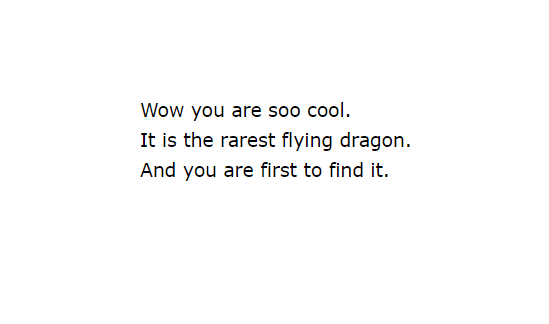 Wow you are soo cool.
It is the rarest flying dragon.
And you are first to find it.